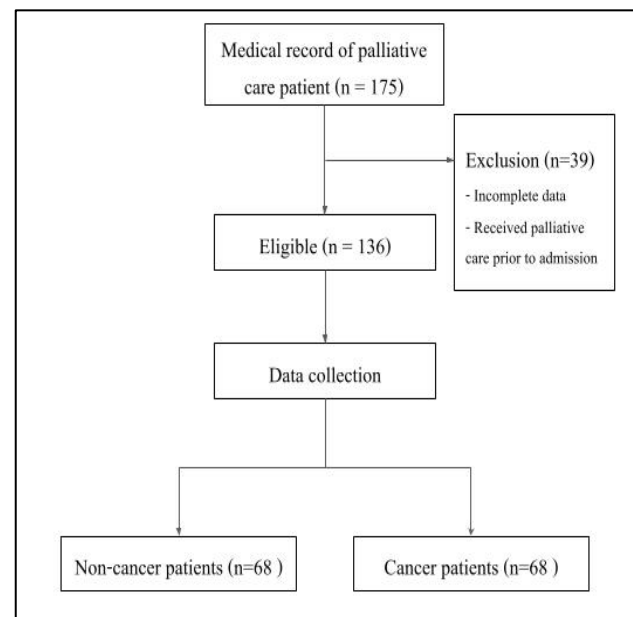 Medical record of palliative
care patient (n = 175)
Exclusion (n=39)
- Incomplete data
- Received palliative
care prior to admission
Eligible (n = 136)
Data collection
Non-cancer patients (n=68 )
Cancer patients (n=68 )